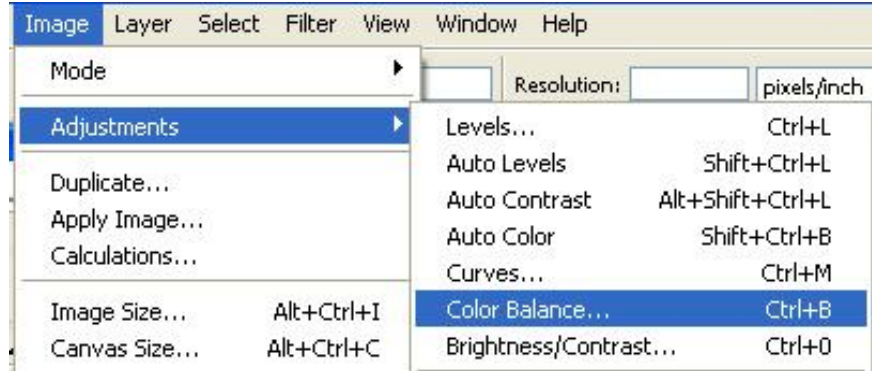 Image Layer Select Filter View Window Help
Mode
Resolution: pixels/inch
Adjustments
Levels... Ctrl+L
Auto Levels Shift+Ctrl+L
Duplicate...
Auto Contrast Alt+Shift+Ctrl+L
Apply Image...
Auto Color Shift+Ctrl+B
Calculations...
Curves... Ctrl+M
Image Size... Alt+Ctrl+I
Color Balance... Ctrl+B
Canvas Size... Alt+Ctrl+C
Brightness/Contrast... Ctrl+0